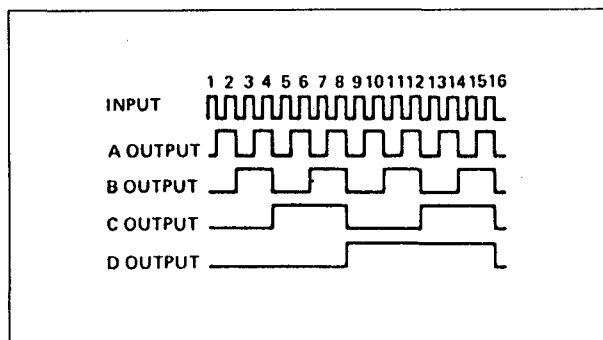 1 2 3 4 5 6 7 8 9 10 11 12 13 14 15 16
INPUT
A OUTPUT
B OUTPUT
C OUTPUT
D OUTPUT